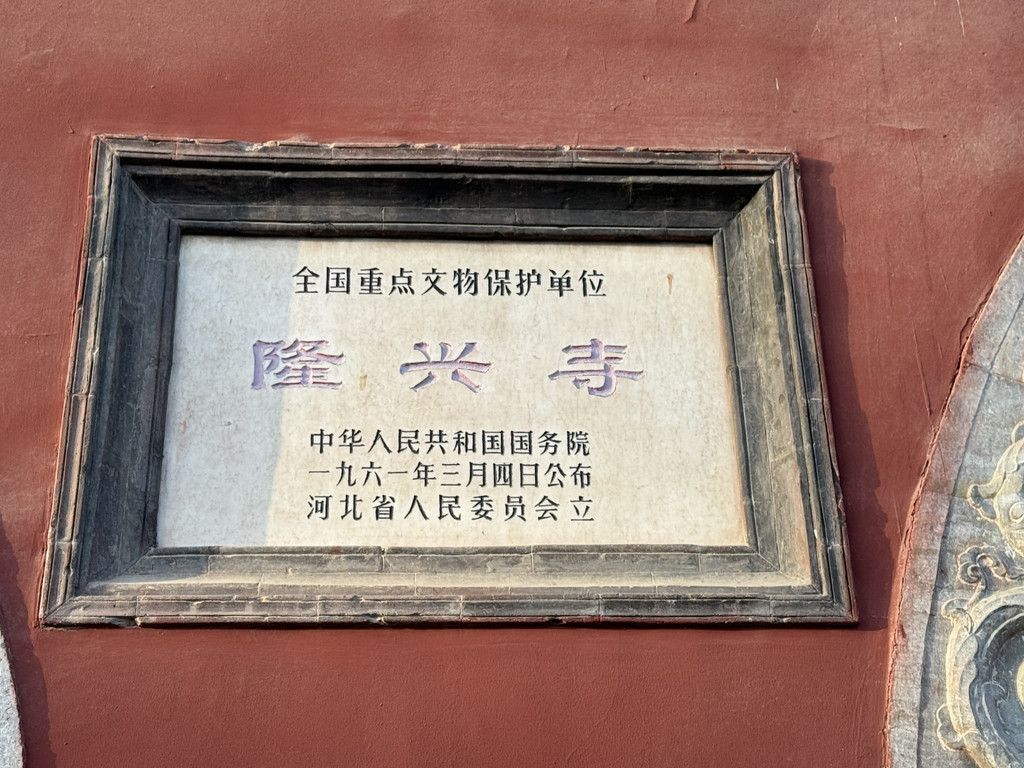 全国重点文物保护单位
隆兴寺
中华人民共和国国务院
一九六一年三月四日公布
河北省人民委员会立